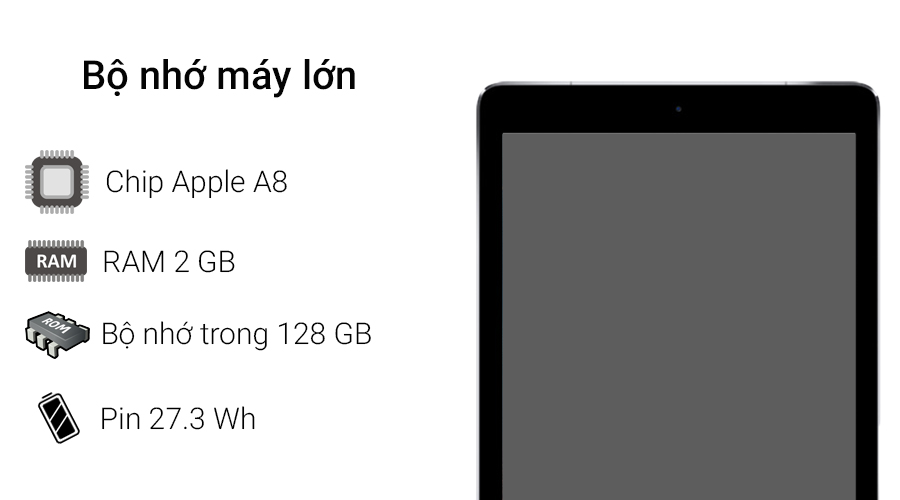 Bộ nhớ máy lớn
Chip Apple A8
RAM
RAM 2 GB
ROM
Bộ nhớ trong 128 GB
Pin 27.3 Wh